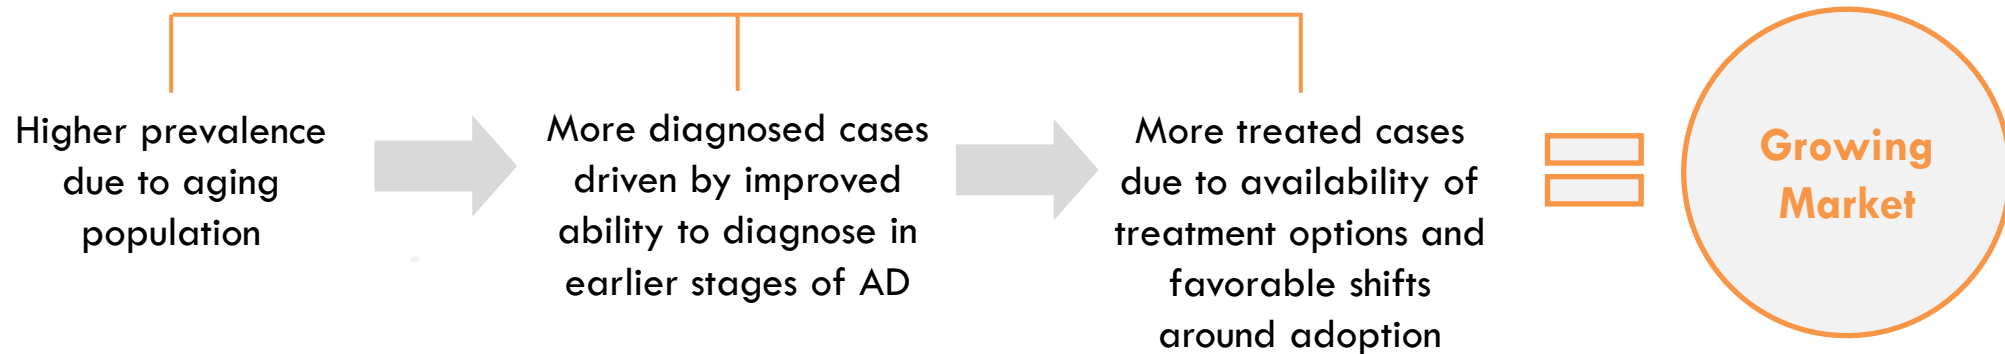 Higher prevalence
due to aging
population
More diagnosed cases
driven by improved
ability to diagnose in
earlier stages of AD
More treated cases
due to availability of
treatment options and
favorable shifts
around adoption
Growing
Market